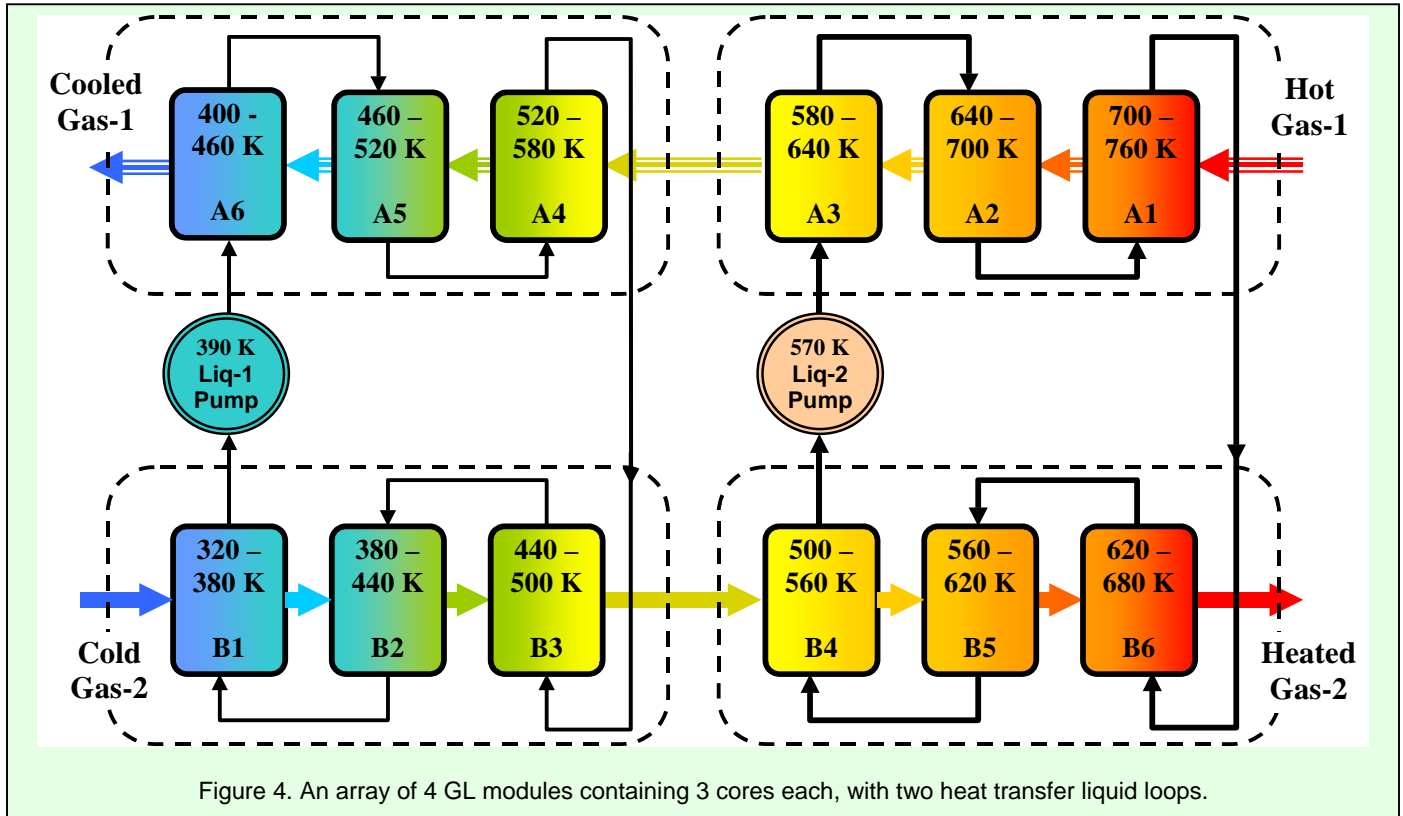 Cooled
Gas-1
400 -
460 K
A6
460 –
520 K
A5
520 –
580 K
A4
580 –
640 K
A3
640 –
700 K
A2
700 –
760 K
A1
Hot
Gas-1
390 K
Liq-1
Pump
570 K
Liq-2
Pump
Cold
Gas-2
320 –
380 K
B1
380 –
440 K
B2
440 –
500 K
B3
500 –
560 K
B4
560 –
620 K
B5
620 –
680 K
B6
Heated
Gas-2
Figure 4. An array of 4 GL modules containing 3 cores each, with two heat transfer liquid loops.